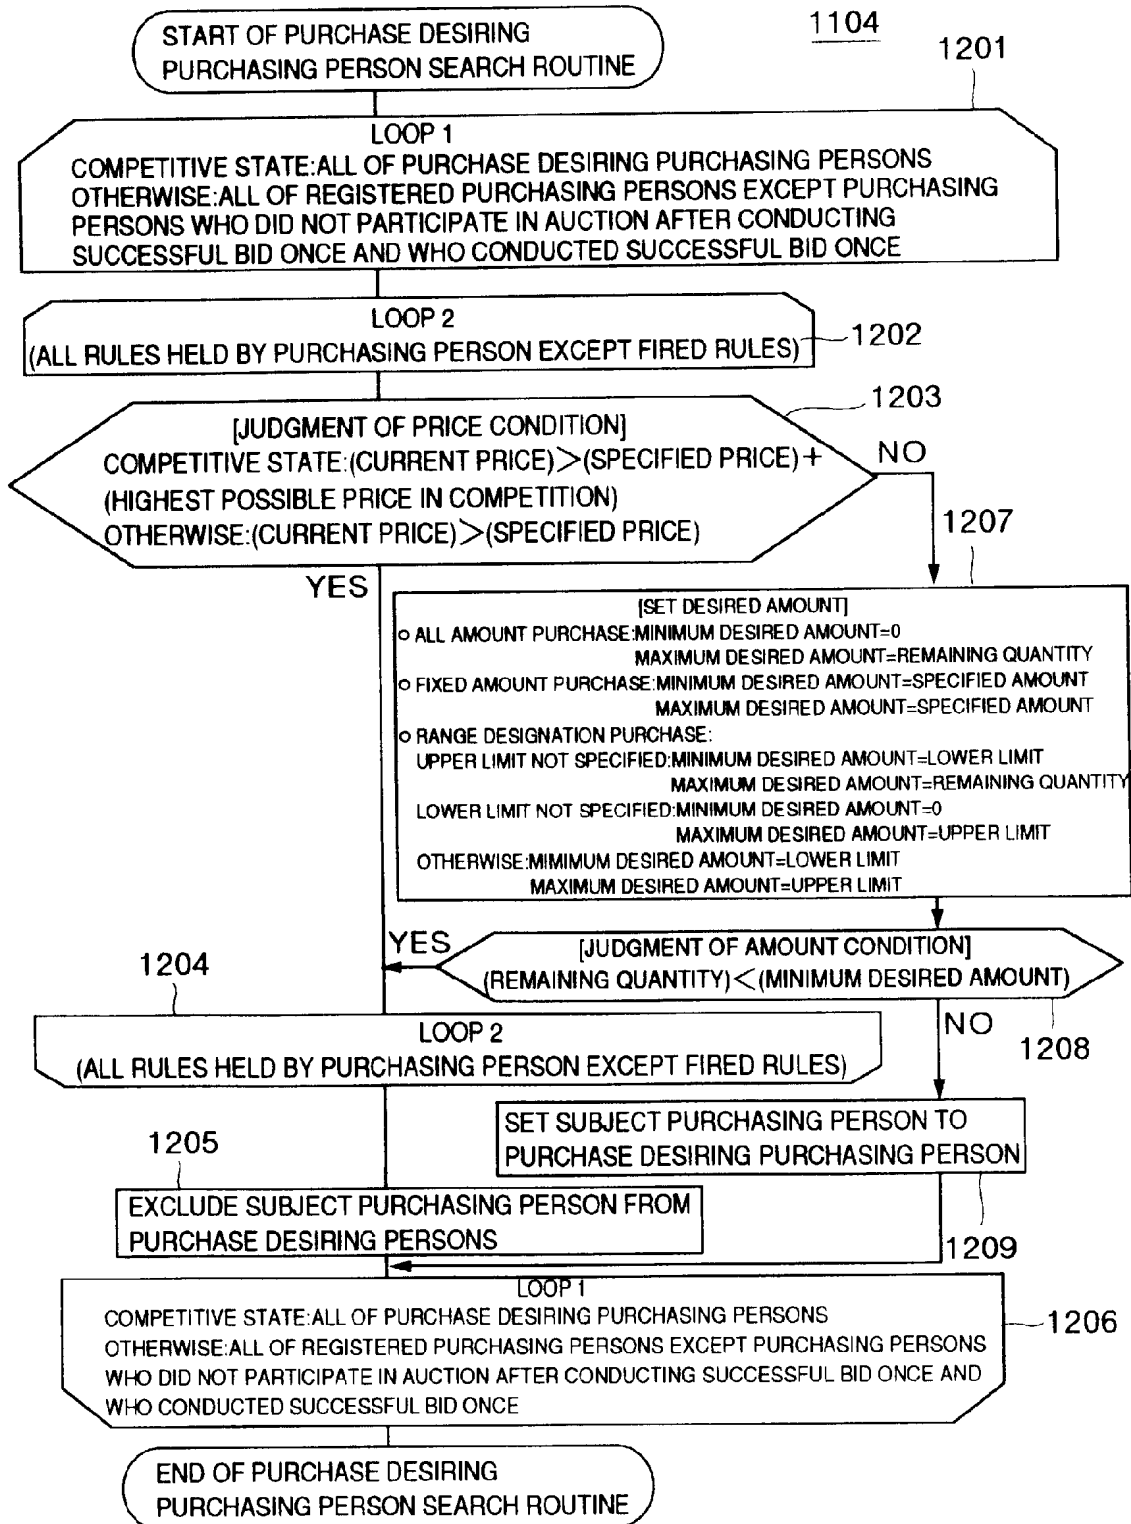 1104
START OF PURCHASE DESIRING
PURCHASING PERSON SEARCH ROUTINE
1201
LOOP 1
COMPETITIVE STATE:ALL OF PURCHASE DESIRING PURCHASING PERSONS
OTHERWISE:ALL OF REGISTERED PURCHASING PERSONS EXCEPT PURCHASING
PERSONS WHO DID NOT PARTICIPATE IN AUCTION AFTER CONDUCTING
SUCCESSFUL BID ONCE AND WHO CONDUCTED SUCCESSFUL BID ONCE
LOOP 2
(ALL RULES HELD BY PURCHASING PERSON EXCEPT FIRED RULES)
1202
1203
[JUDGMENT OF PRICE CONDITION]
COMPETITIVE STATE:(CURRENT PRICE)>(SPECIFIED PRICE)+
(HIGHEST POSSIBLE PRICE IN COMPETITION)
OTHERWISE:(CURRENT PRICE)>(SPECIFIED PRICE)
NO
YES
1207
[SET DESIRED AMOUNT]
○ ALL AMOUNT PURCHASE:MINIMUM DESIRED AMOUNT=0
MAXIMUM DESIRED AMOUNT=REMAINING QUANTITY
○ FIXED AMOUNT PURCHASE:MINIMUM DESIRED AMOUNT=SPECIFIED AMOUNT
MAXIMUM DESIRED AMOUNT=SPECIFIED AMOUNT
○ RANGE DESIGNATION PURCHASE:
UPPER LIMIT NOT SPECIFIED:MINIMUM DESIRED AMOUNT=LOWER LIMIT
MAXIMUM DESIRED AMOUNT=REMAINING QUANTITY
LOWER LIMIT NOT SPECIFIED:MINIMUM DESIRED AMOUNT=0
MAXIMUM DESIRED AMOUNT=UPPER LIMIT
OTHERWISE:MIMIMUM DESIRED AMOUNT=LOWER LIMIT
MAXIMUM DESIRED AMOUNT=UPPER LIMIT
YES
[JUDGMENT OF AMOUNT CONDITION]
(REMAINING QUANTITY)<(MINIMUM DESIRED AMOUNT)
NO
1208
1204
LOOP 2
(ALL RULES HELD BY PURCHASING PERSON EXCEPT FIRED RULES)
SET SUBJECT PURCHASING PERSON TO
PURCHASE DESIRING PURCHASING PERSON
1209
1205
EXCLUDE SUBJECT PURCHASING PERSON FROM
PURCHASE DESIRING PERSONS
LOOP 1
COMPETITIVE STATE:ALL OF PURCHASE DESIRING PURCHASING PERSONS
OTHERWISE:ALL OF REGISTERED PURCHASING PERSONS EXCEPT PURCHASING PERSONS
WHO DID NOT PARTICIPATE IN AUCTION AFTER CONDUCTING SUCCESSFUL BID ONCE AND
WHO CONDUCTED SUCCESSFUL BID ONCE
1206
END OF PURCHASE DESIRING
PURCHASING PERSON SEARCH ROUTINE